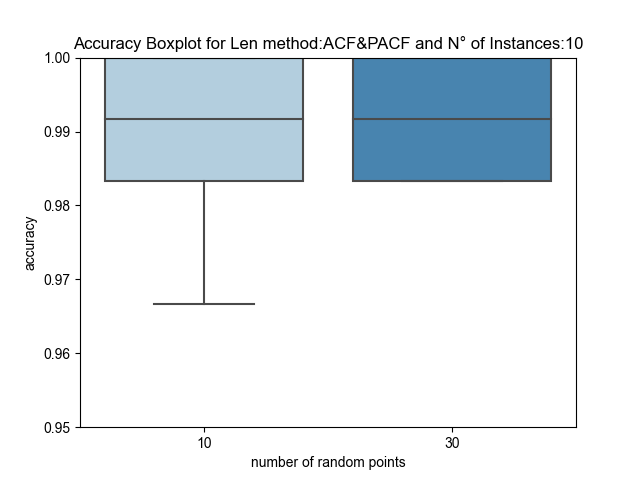 Accuracy Boxplot for Len method:ACF&PACF and N° of Instances:10
1.00
0.99
0.98
0.97
0.96
0.95
accuracy
10 30
number of random points